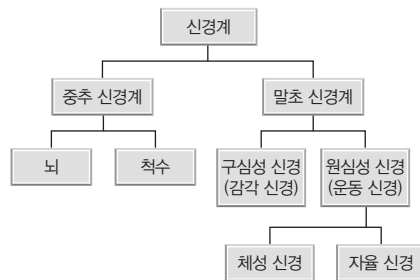 신경계
중추 신경계
말초 신경계
뇌
척수
구심성 신경
(감각 신경)
원심성 신경
(운동 신경)
체성 신경
자율 신경